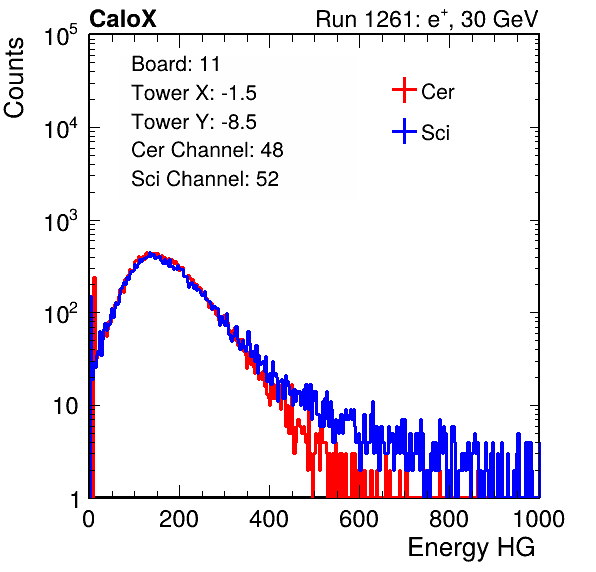 CaloX Run 1261: e⁺, 30 GeV
Counts
Board: 11
Tower X: -1.5
Tower Y: -8.5
Cer Channel: 48
Sci Channel: 52
Cer
Sci
10⁵
10⁴
10³
10²
10
1
0 200 400 600 800 1000
Energy HG